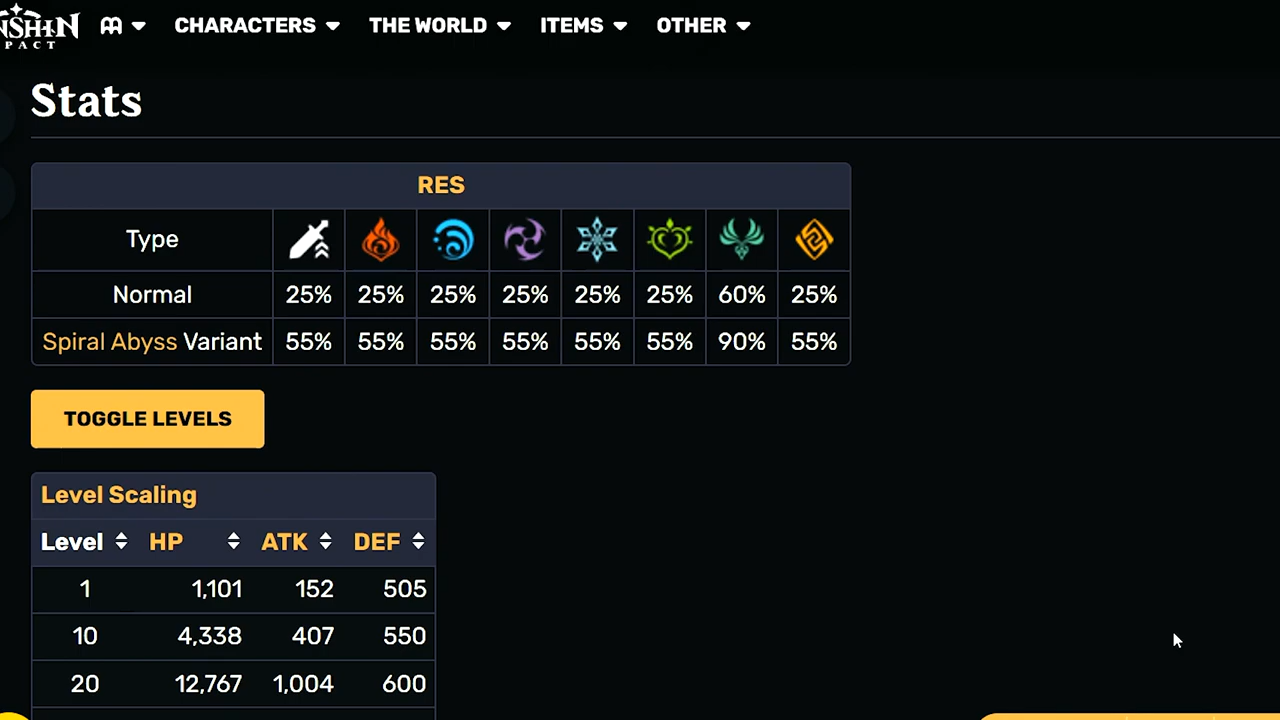 NSHIN
PACT
CHARACTERS THE WORLD ITEMS OTHER
Stats
RES
Type
Normal 25% 25% 25% 25% 25% 25% 60% 25%
Spiral Abyss Variant 55% 55% 55% 55% 55% 55% 90% 55%
TOGGLE LEVELS
Level Scaling
Level HP ATK DEF
1 1,101 152 505
10 4,338 407 550
20 12,767 1,004 600